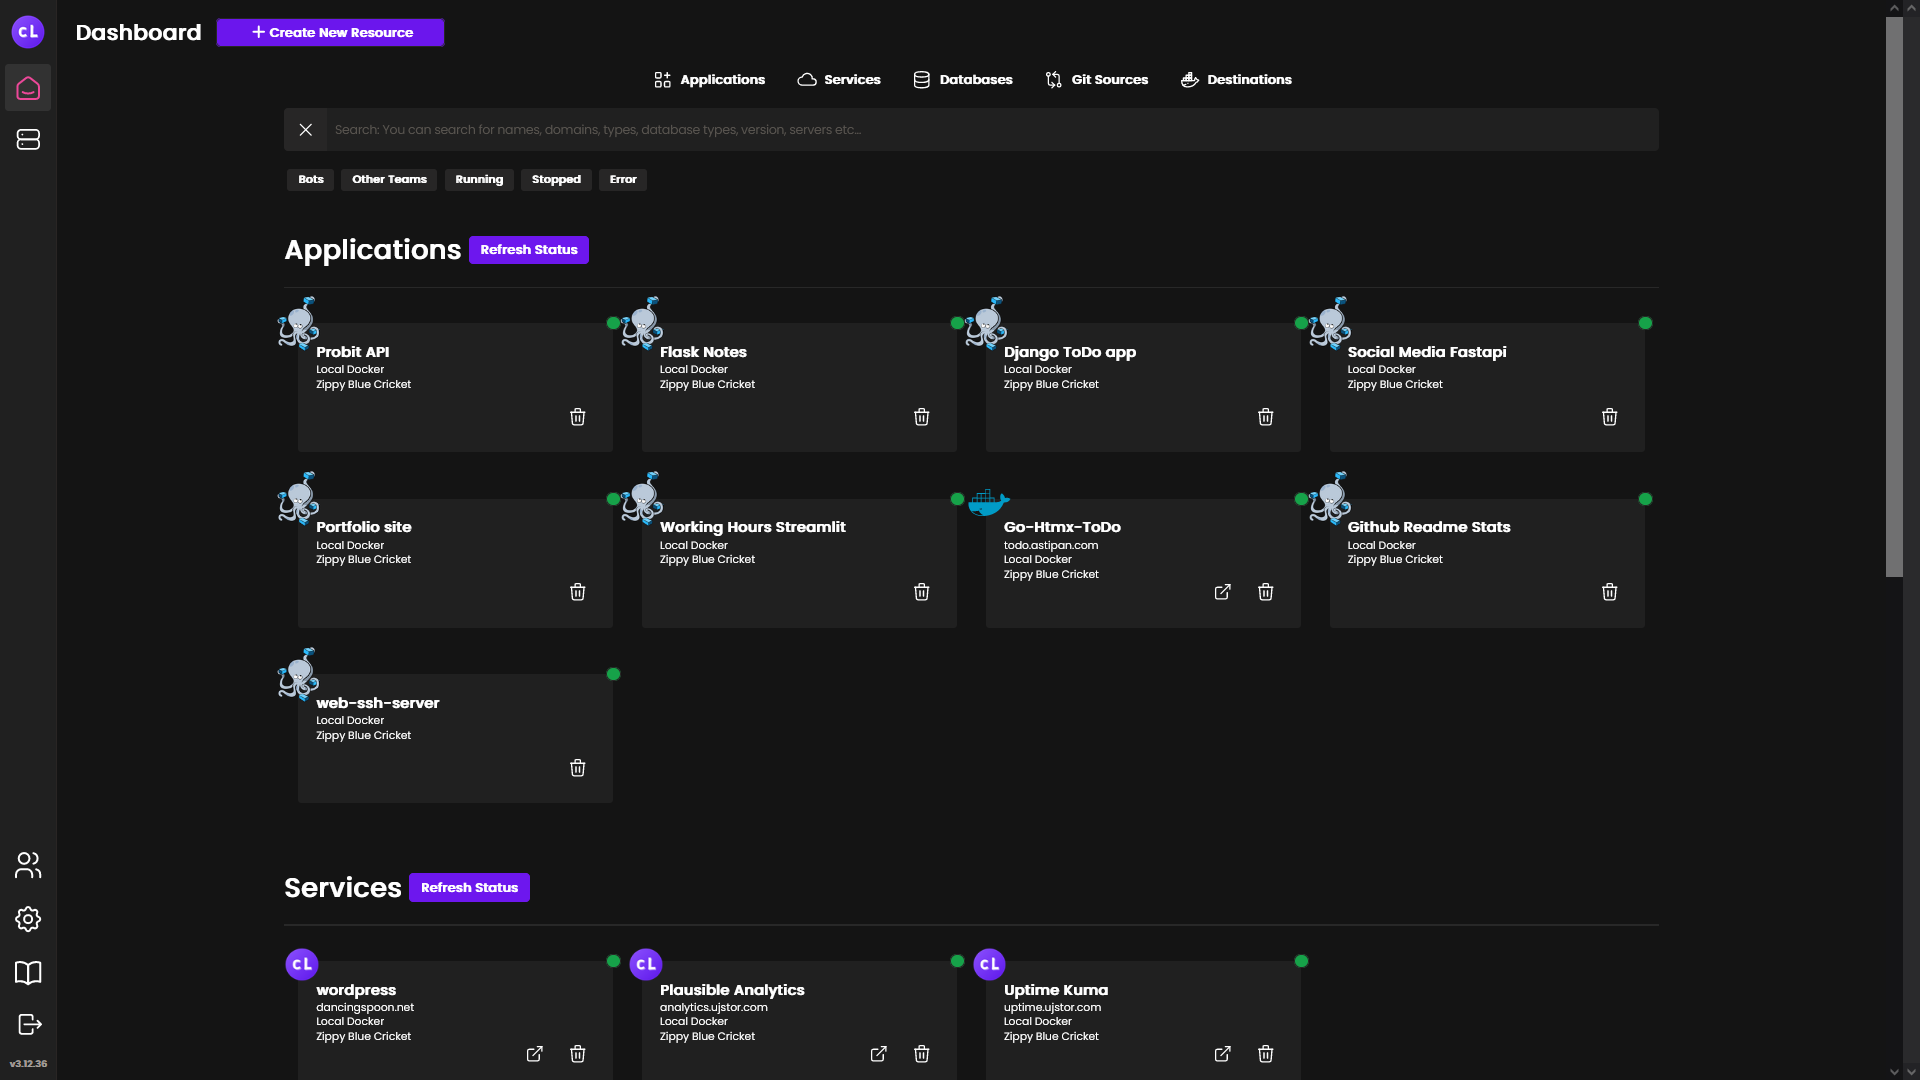 cL
Dashboard
Create New Resource
Applications
Services
Databases
Git Sources
Destinations
Search: You can search for names, domains, types, database types, version, servers etc...
Bots
Other Teams
Running
Stopped
Error
Applications
Refresh Status
Probit API
Local Docker
Zippy Blue Cricket
Flask Notes
Local Docker
Zippy Blue Cricket
Django ToDo app
Local Docker
Zippy Blue Cricket
Social Media Fastapi
Local Docker
Zippy Blue Cricket
Portfolio site
Local Docker
Zippy Blue Cricket
Working Hours Streamlit
Local Docker
Zippy Blue Cricket
Go-Htmx-ToDo
todo.astipan.com
Local Docker
Zippy Blue Cricket
Github Readme Stats
Local Docker
Zippy Blue Cricket
web-ssh-server
Local Docker
Zippy Blue Cricket
Services
Refresh Status
cL
wordpress
dancingspoon.net
Local Docker
Zippy Blue Cricket
cL
Plausible Analytics
analytics.ujstor.com
Local Docker
Zippy Blue Cricket
cL
Uptime Kuma
uptime.ujstor.com
Local Docker
Zippy Blue Cricket
v3.12.36